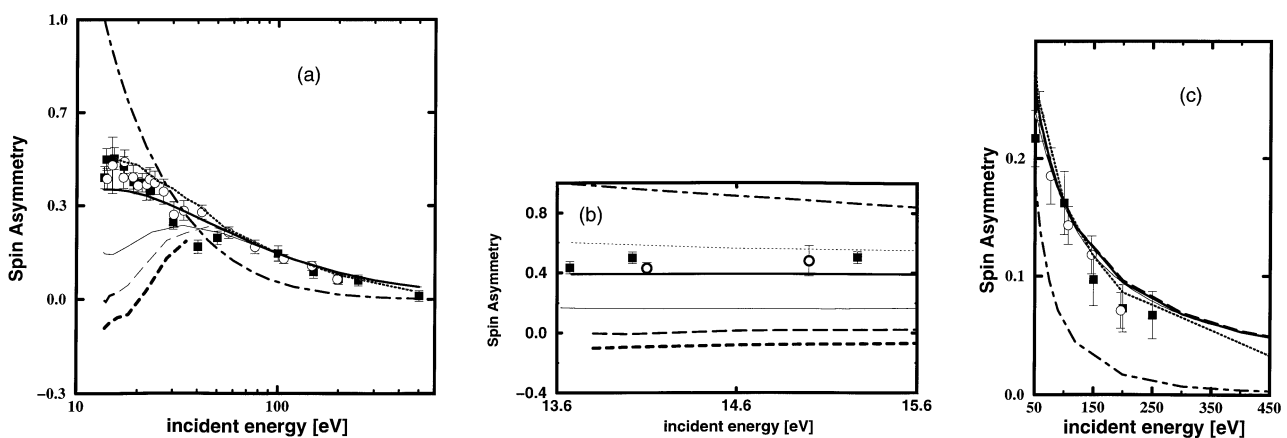 1.0
0.7
0.3
0.0
−0.3
10
100
Spin Asymmetry
incident energy [eV]
(a)
0.8
0.4
0.0
−0.4
13.6
14.6
15.6
Spin Asymmetry
incident energy [eV]
(b)
0.2
0.1
0.0
50
150
250
350
450
Spin Asymmetry
incident energy [eV]
(c)